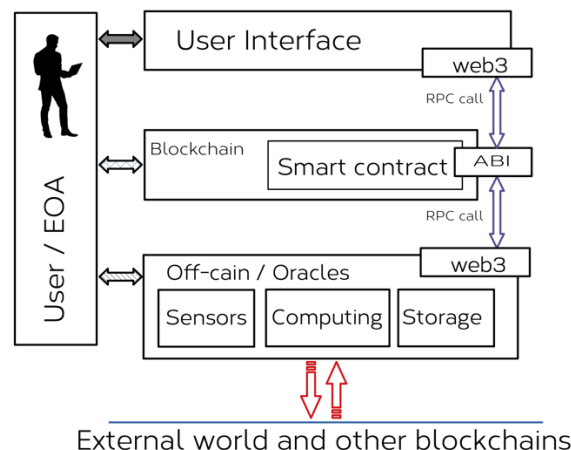 User / EOA
User Interface
web3
RPC call
Blockchain
Smart contract
ABI
RPC call
web3
Off-cain / Oracles
Sensors
Computing
Storage
External world and other blockchains